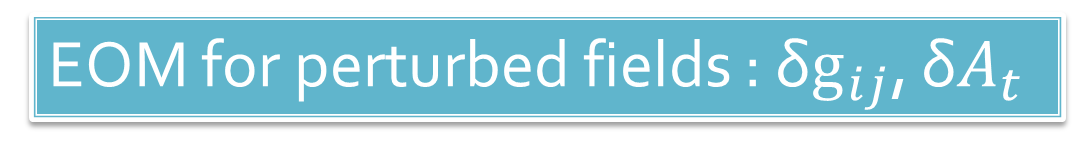 EOM for perturbed fields : δg𝑖𝑗, δ𝐴𝑡